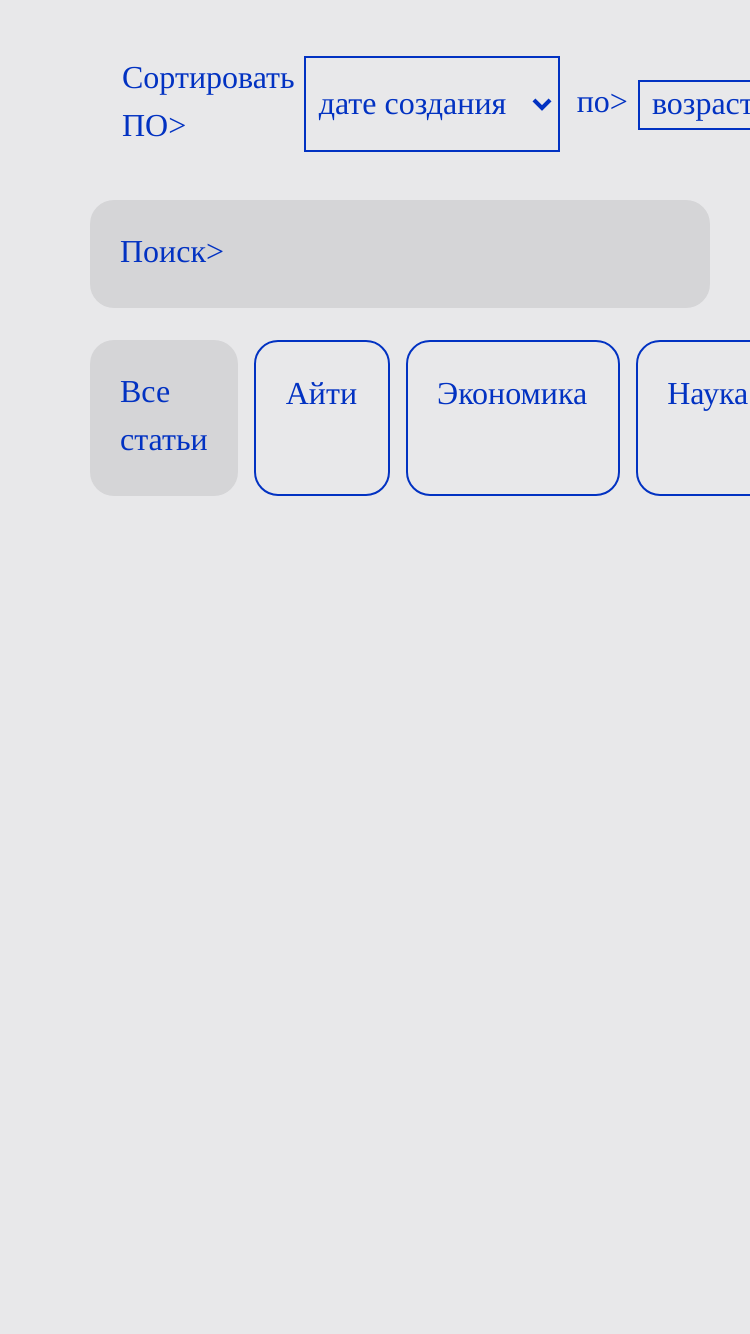 Сортировать
ПО>
дате создания
по>
возраст
Поиск>
Все
статьи
Айти
Экономика
Наука